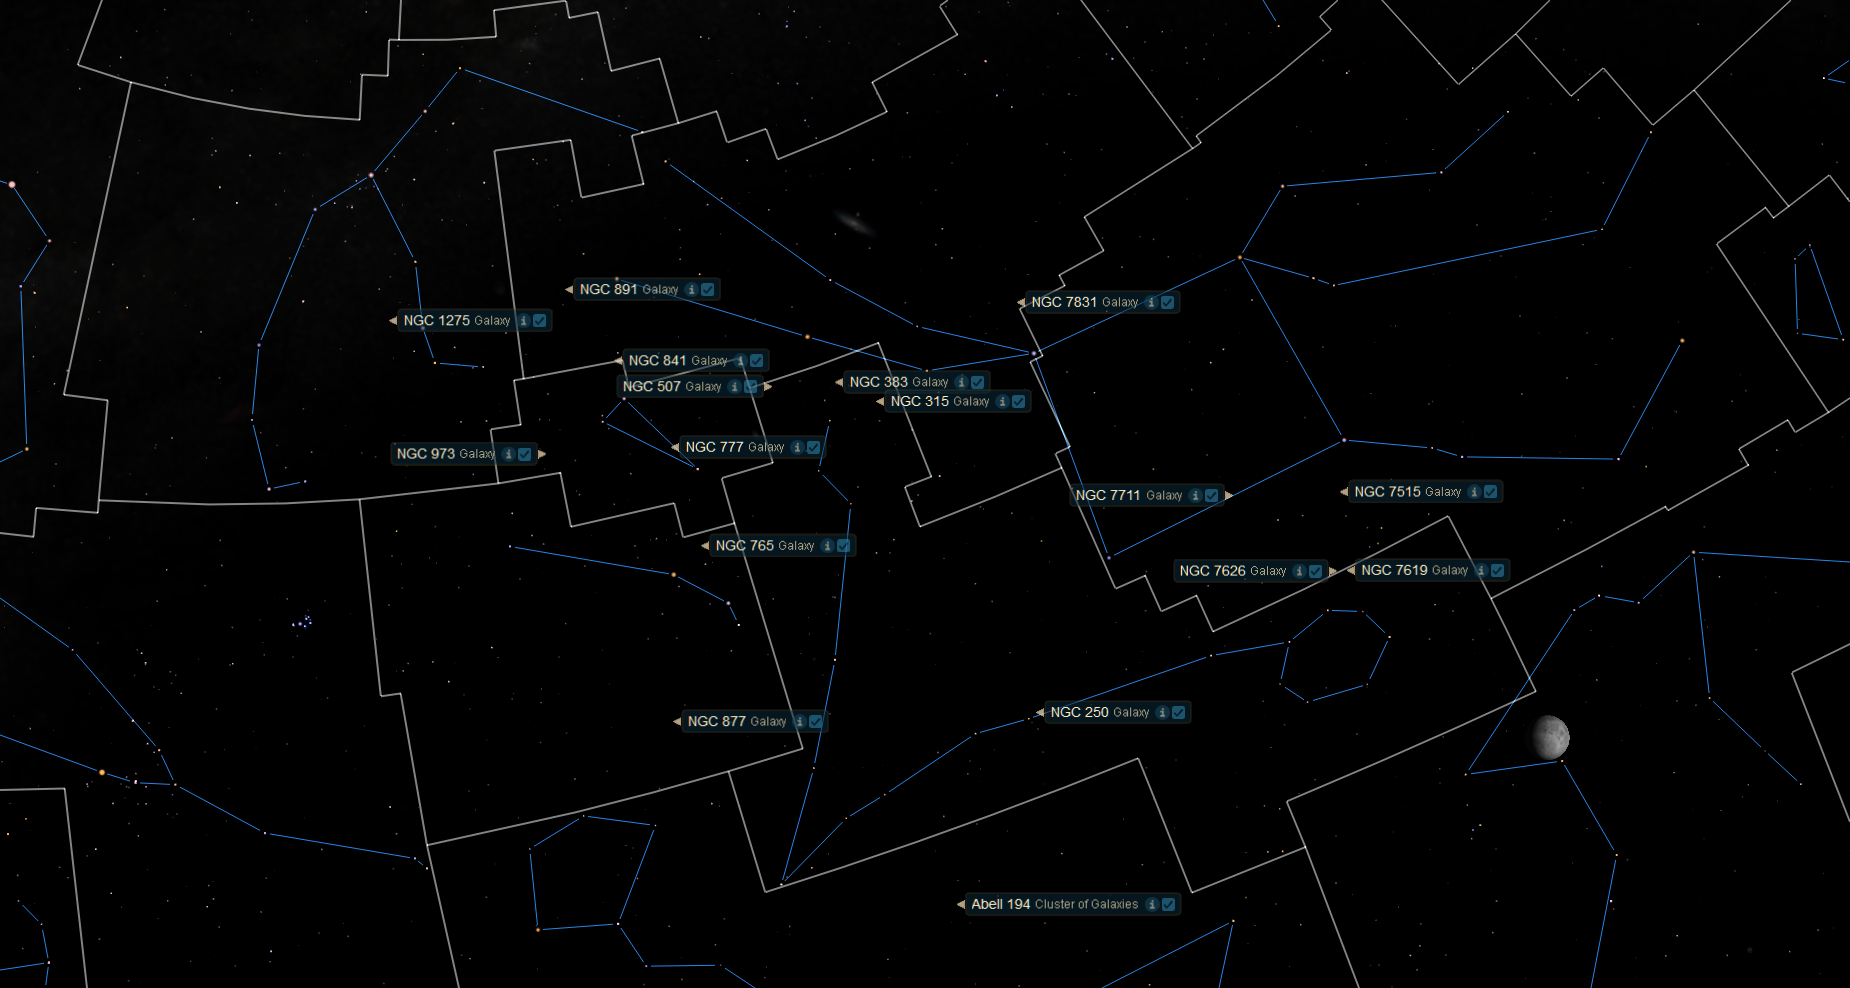 NGC 891 Galaxy
NGC 7831 Galaxy
NGC 1275 Galaxy
NGC 841 Galaxy
NGC 507 Galaxy
NGC 383 Galaxy
NGC 315 Galaxy
NGC 777 Galaxy
NGC 973 Galaxy
NGC 7711 Galaxy
NGC 7515 Galaxy
NGC 765 Galaxy
NGC 7626 Galaxy
NGC 7619 Galaxy
NGC 250 Galaxy
NGC 877 Galaxy
Abell 194 Cluster of Galaxies